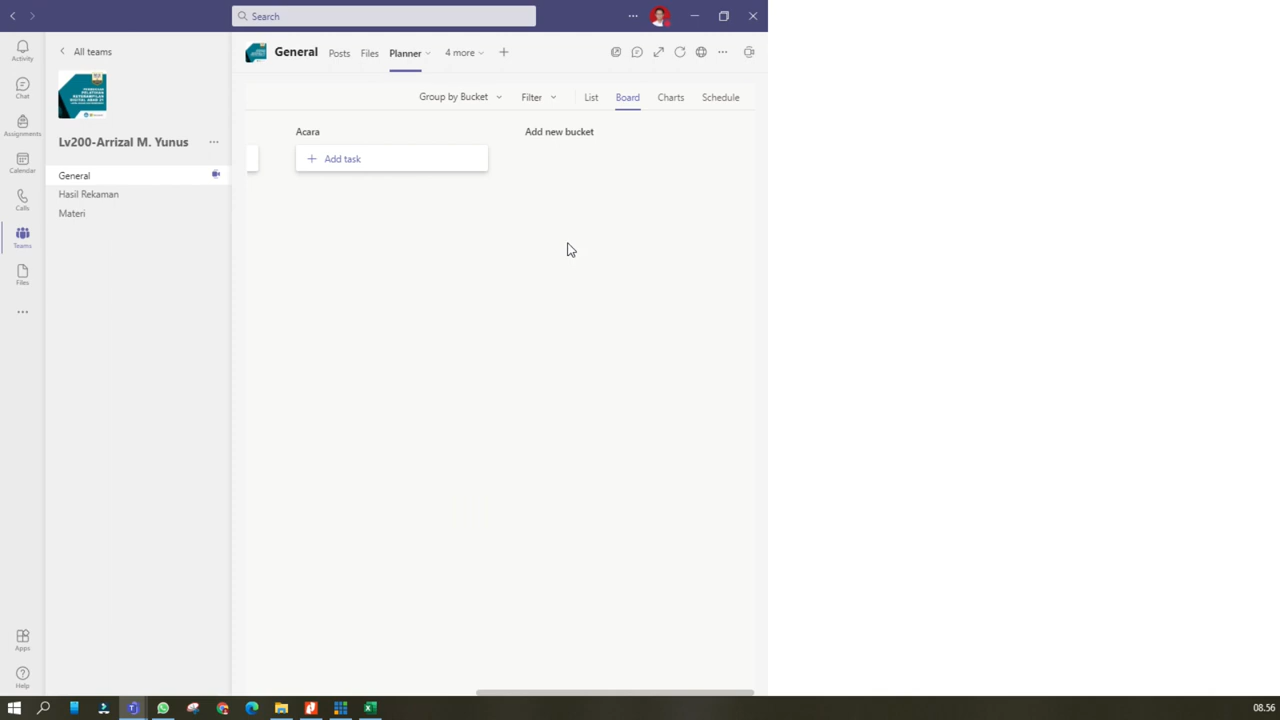 Search
Activity
Chat
Assignments
Calendar
Calls
Teams
Files
Apps
Help
All teams
Lv200-Arrizal M. Yunus
General
Hasil Rekaman
Materi
General Posts Files Planner 4 more
Group by Bucket Filter List Board Charts Schedule
Acara Add new bucket
Add task
08.56